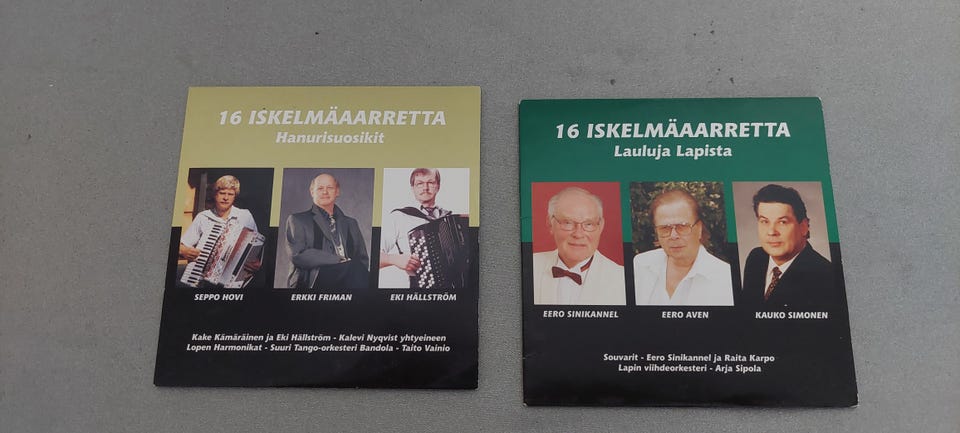 16 ISKELMÄAARRETTA
Hanurisuosikit
SEPPO HOVI
ERKKI FRIMAN
EKI HÄLLSTRÖM
Kake Kämäräinen ja Eki Hällström - Kalevi Nyqvist yhtyeineen
Lopen Harmonikat - Suuri Tango-orkesteri Bandola - Taito Vainio
16 ISKELMÄAARRETTA
Lauluja Lapista
EERO SINIKANNEL
EERO AVEN
KAUKO SIMONEN
Souvarit - Eero Sinikannel ja Raita Karpo
Lapin viihdeorkesteri - Arja Sipola